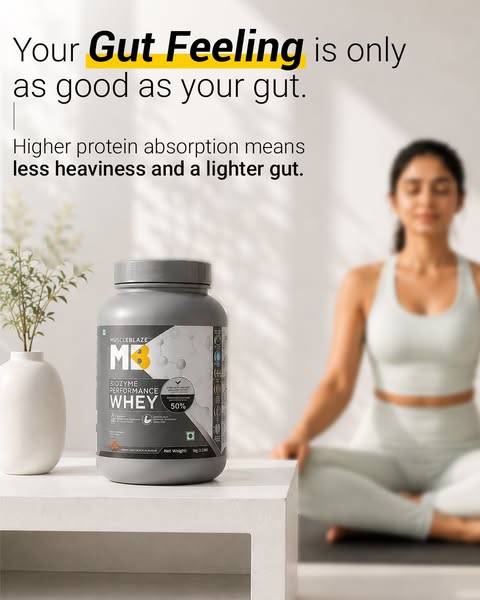 Your Gut Feeling is only
as good as your gut.
Higher protein absorption means
less heaviness and a lighter gut.
MUSCLEBLAZE
MB
BIOZYME
PERFORMANCE
WHEY
50%
Net Weight: